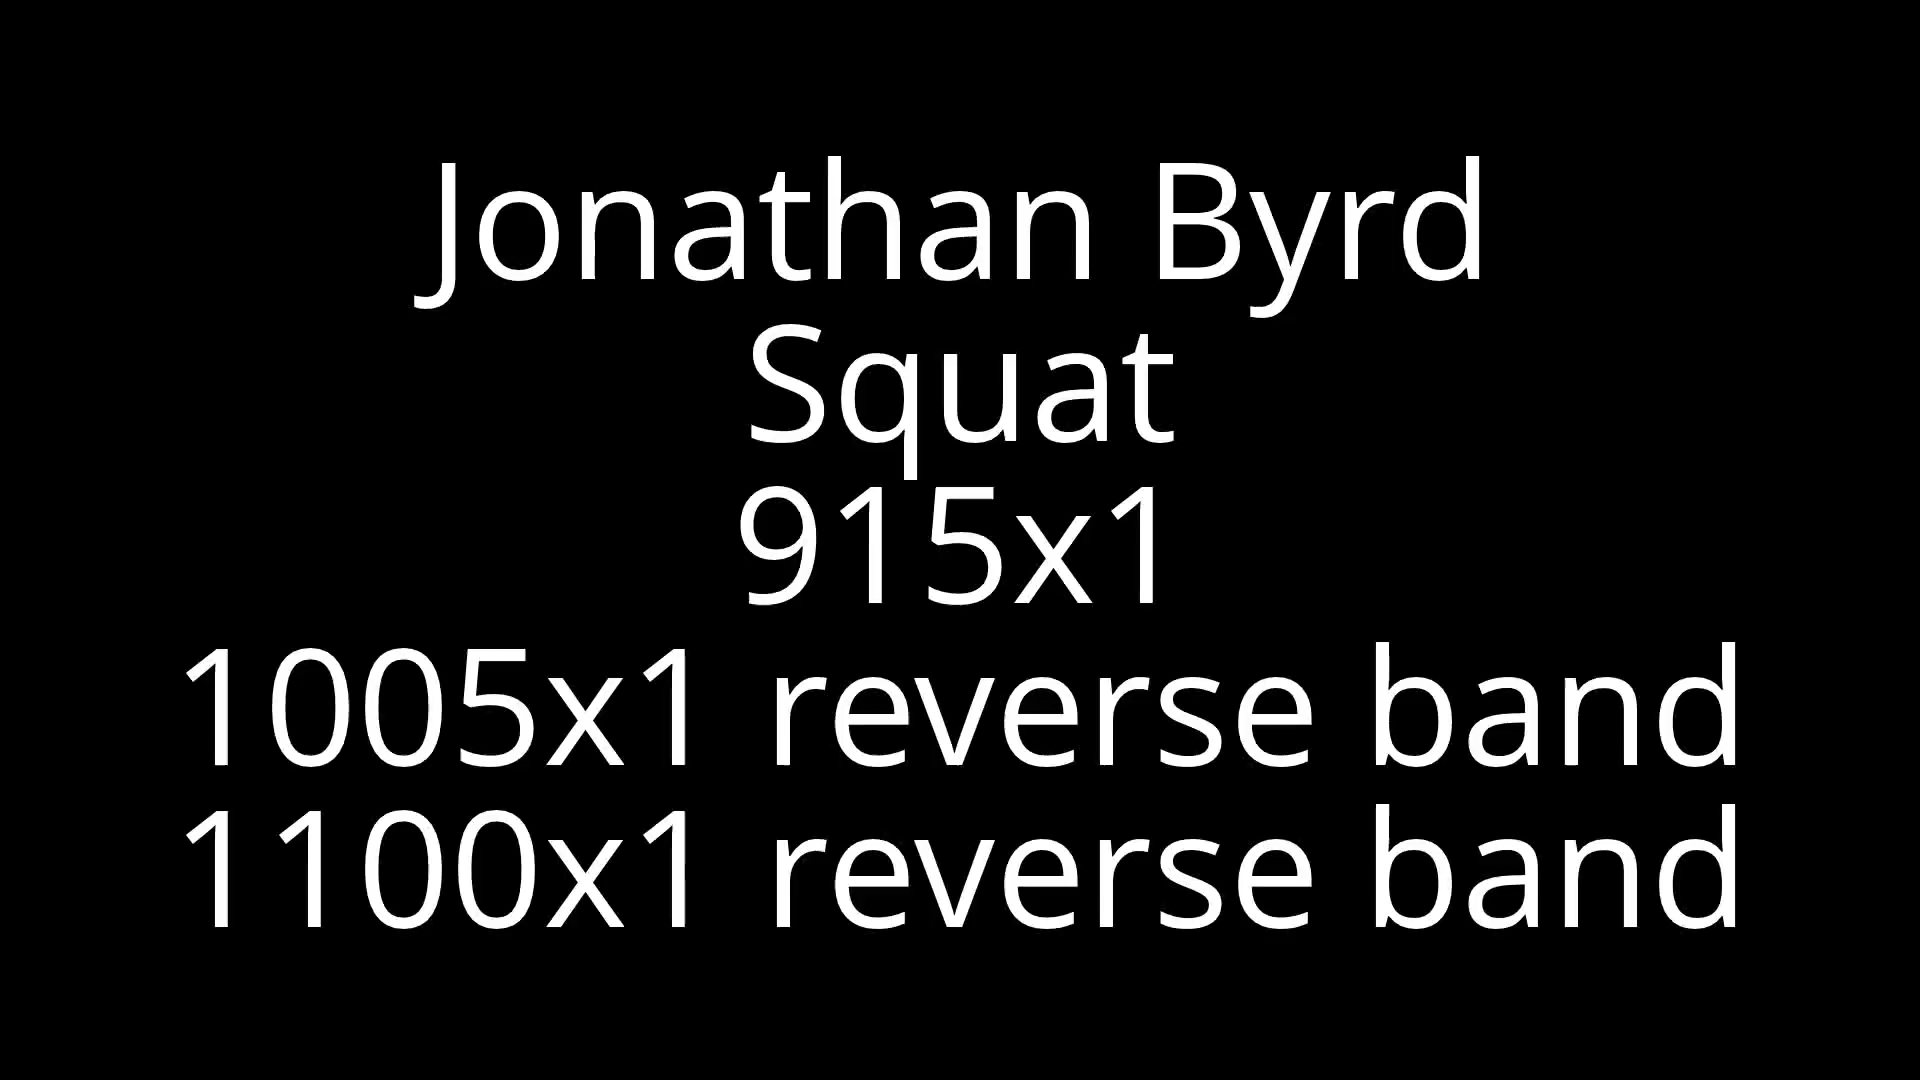 Jonathan Byrd
Squat
915x1
1005x1 reverse band
1100x1 reverse band